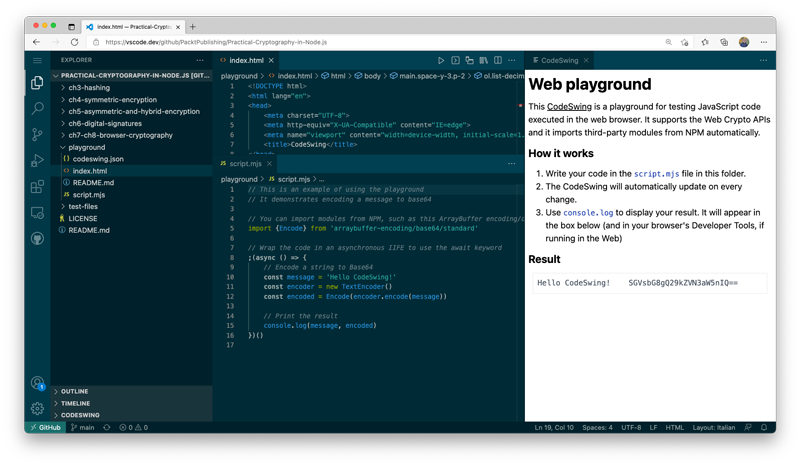 index.html — Practical-Crypto
https://vscode.dev/github/PacktPublishing/Practical-Cryptography-in-Node.js
EXPLORER
PRACTICAL-CRYPTOGRAPHY-IN-NODE.JS [GIT...
ch3-hashing
ch4-symmetric-encryption
ch5-asymmetric-and-hybrid-encryption
ch6-digital-signatures
ch7-ch8-browser-cryptography
playground
codeswing.json
index.html
README.md
script.mjs
test-files
LICENSE
README.md
OUTLINE
TIMELINE
CODESWING
index.html
playground > index.html > html > body > main.space-y-3.p-2 > ol.list-decim
1 <!DOCTYPE html>
2 <html lang="en">
3 <head>
4 <meta charset="UTF-8">
5 <meta http-equiv="X-UA-Compatible" content="IE=edge">
6 <meta name="viewport" content="width=device-width, initial-scale=1.
7 <title>CodeSwing</title>
script.mjs
playground > script.mjs > ...
1 // This is an example of using the playground
2 // It demonstrates encoding a message to base64
3
4 // You can import modules from NPM, such as this ArrayBuffer encoding/d
5 import {Encode} from 'arraybuffer-encoding/base64/standard'
6
7 // Wrap the code in an asynchronous IIFE to use the await keyword
8 ;(async () => {
9 // Encode a string to Base64
10 const message = 'Hello CodeSwing!'
11 const encoder = new TextEncoder()
12 const encoded = Encode(encoder.encode(message))
13
14 // Print the result
15 console.log(message, encoded)
16 })()
17
CodeSwing
Web playground
This CodeSwing is a playground for testing JavaScript code
executed in the web browser. It supports the Web Crypto APIs
and it imports third-party modules from NPM automatically.
How it works
1. Write your code in the script.mjs file in this folder.
2. The CodeSwing will automatically update on every
change.
3. Use console.log to display your result. It will appear in
the box below (and in your browser's Developer Tools, if
running in the Web)
Result
Hello CodeSwing! SGVsbG8gQ29kZVN3aW5nIQ==
GitHub
main
0 0
Ln 19, Col 10 Spaces: 4 UTF-8 LF HTML Layout: Italian